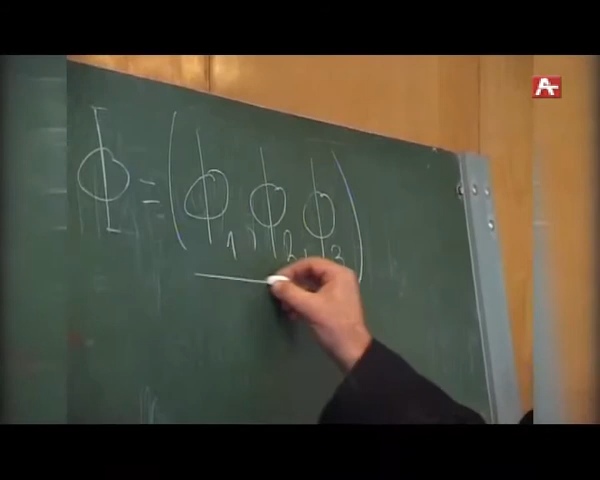 A
Φ = (ϕ₁, ϕ₂, ϕ₃)